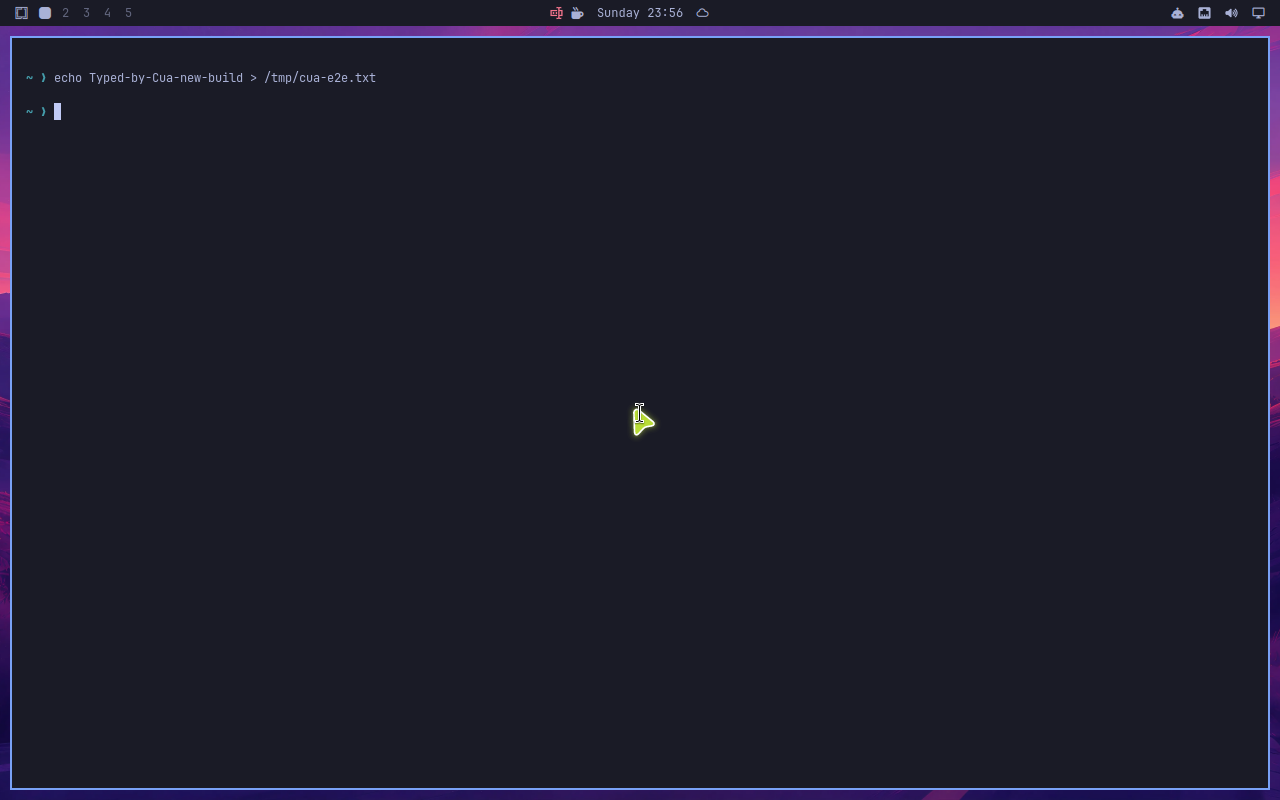 2 3 4 5 Sunday 23:56
~ ❯ echo Typed-by-Cua-new-build > /tmp/cua-e2e.txt
~ ❯